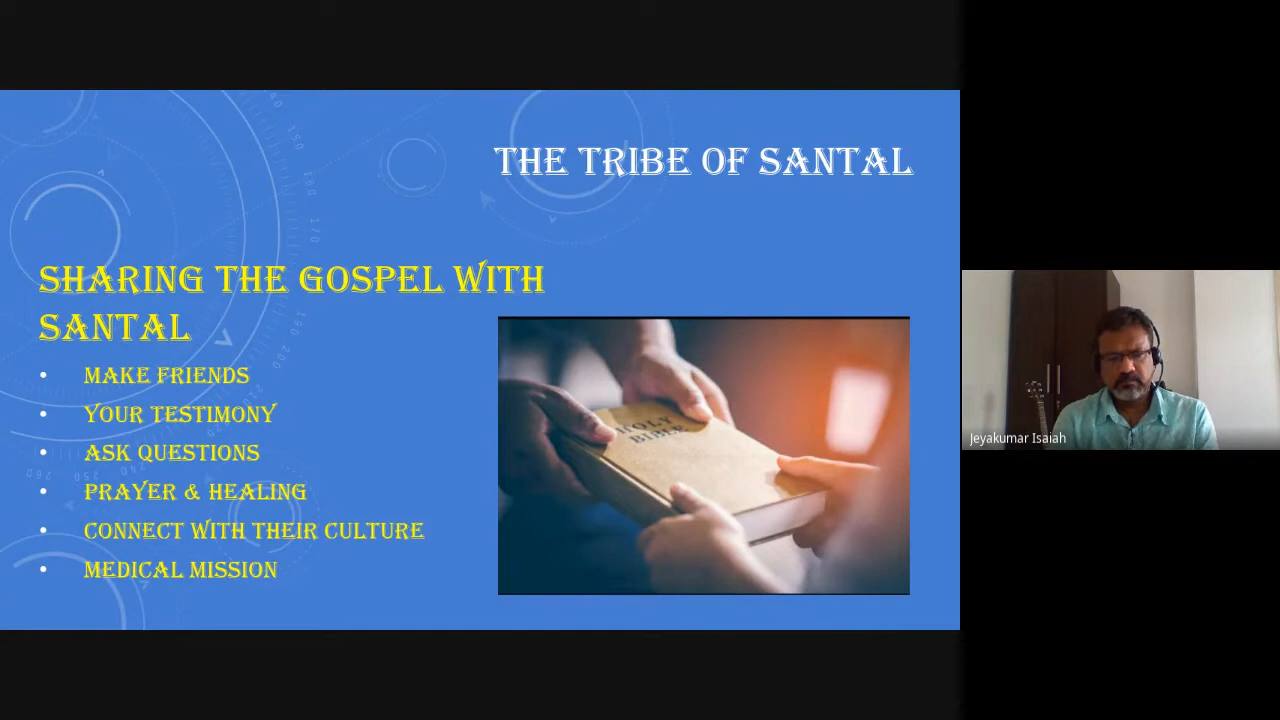 THE TRIBE OF SANTAL
SHARING THE GOSPEL WITH
SANTAL
• MAKE FRIENDS
• YOUR TESTIMONY
• ASK QUESTIONS
• PRAYER & HEALING
• CONNECT WITH THEIR CULTURE
• MEDICAL MISSION
HOLY
BIBLE
Jeyakumar Isaiah